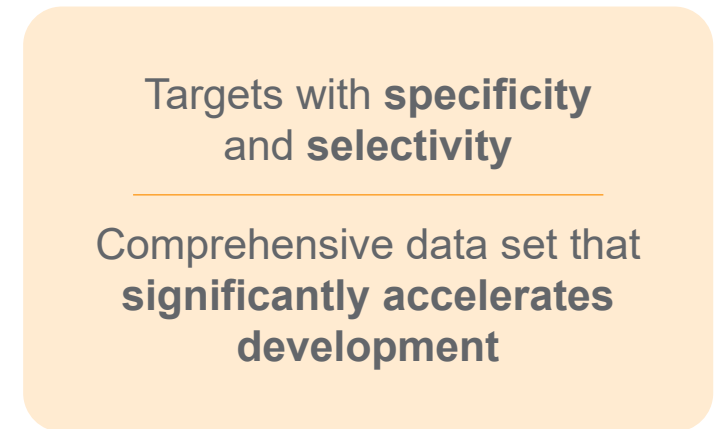 Targets with specificity
and selectivity
Comprehensive data set that
significantly accelerates
development